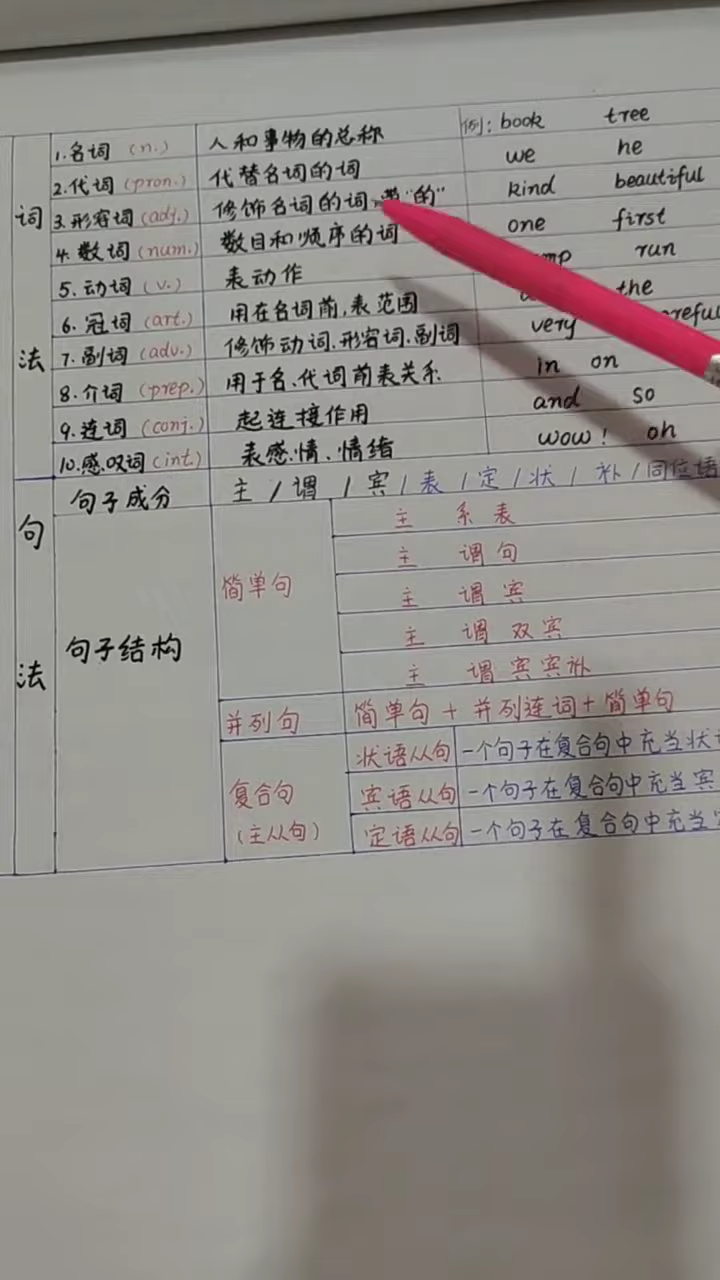 词法
1.名词 (n.) 人和事物的总称 例: book tree
2.代词 (pron.) 代替名词的词 we he
3.形容词 (adj.) 修饰名词的词 "的" kind beautiful
4.数词 (num.) 数目和顺序的词 one first
5.动词 (v.) 表动作 run
6.冠词 (art.) 用在名词前,表范围 the
7.副词 (adv.) 修饰动词.形容词.副词 very
8.介词 (prep.) 用于名.代词前表关系 in on
9.连词 (conj.) 起连接作用 and so
10.感叹词 (int.) 表感情.情绪 wow! oh
句法
句子成分 主/谓/宾/表/定/状/补/同位语
句子结构
简单句
主 系 表
主 谓 句
主 谓 宾
主 谓 双宾
主 谓 宾 宾补
并列句 简单句 + 并列连词 + 简单句
复合句
(主从句)
状语从句 一个句子在复合句中充当状
宾语从句 一个句子在复合句中充当宾
定语从句 一个句子在复合句中充当